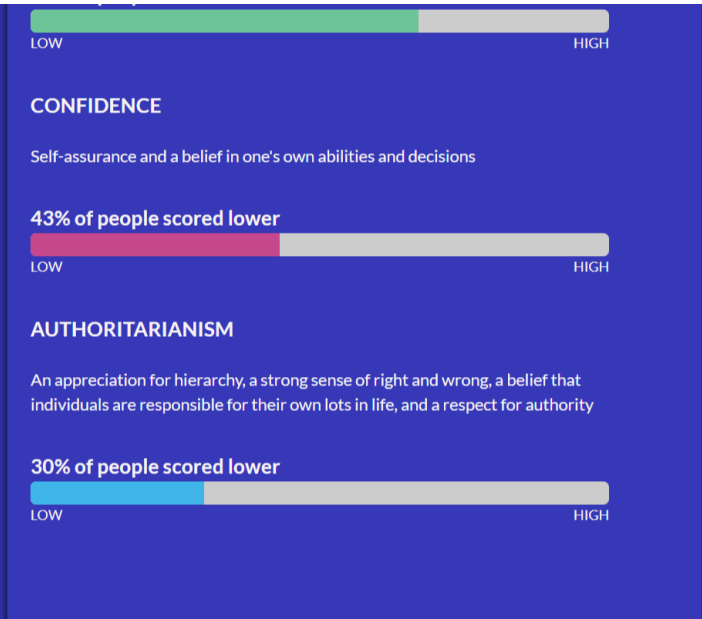 LOW HIGH
CONFIDENCE
Self-assurance and a belief in one's own abilities and decisions
43% of people scored lower
LOW HIGH
AUTHORITARIANISM
An appreciation for hierarchy, a strong sense of right and wrong, a belief that
individuals are responsible for their own lots in life, and a respect for authority
30% of people scored lower
LOW HIGH